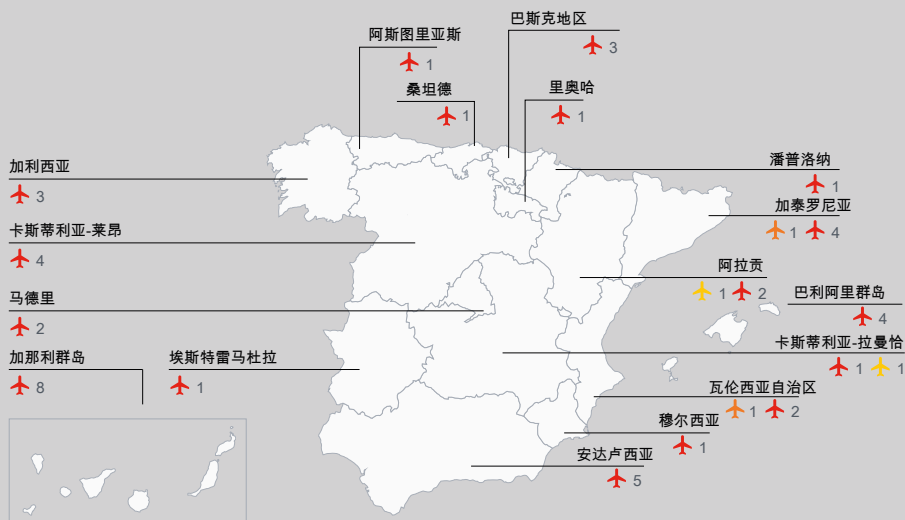 巴斯克地区
3
阿斯图里亚斯
1
桑坦德
1
里奥哈
1
加利西亚
3
潘普洛纳
1
加泰罗尼亚
1 4
卡斯蒂利亚-莱昂
4
阿拉贡
1 2
马德里
2
巴利阿里群岛
4
卡斯蒂利亚-拉曼恰
1 1
加那利群岛
8
埃斯特雷马杜拉
1
瓦伦西亚自治区
1 2
穆尔西亚
1
安达卢西亚
5